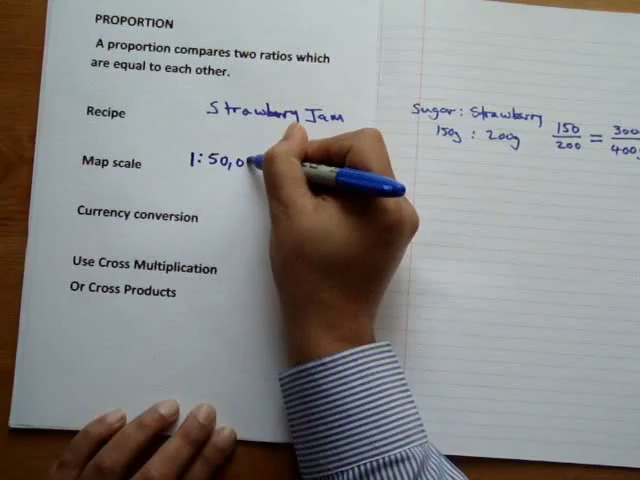 PROPORTION
A proportion compares two ratios which
are equal to each other.
Recipe Strawberry Jam
Map scale 1:50,0
Currency conversion
Use Cross Multiplication
Or Cross Products
Sugar : Strawberry
150g : 200g 150/200 = 300/400